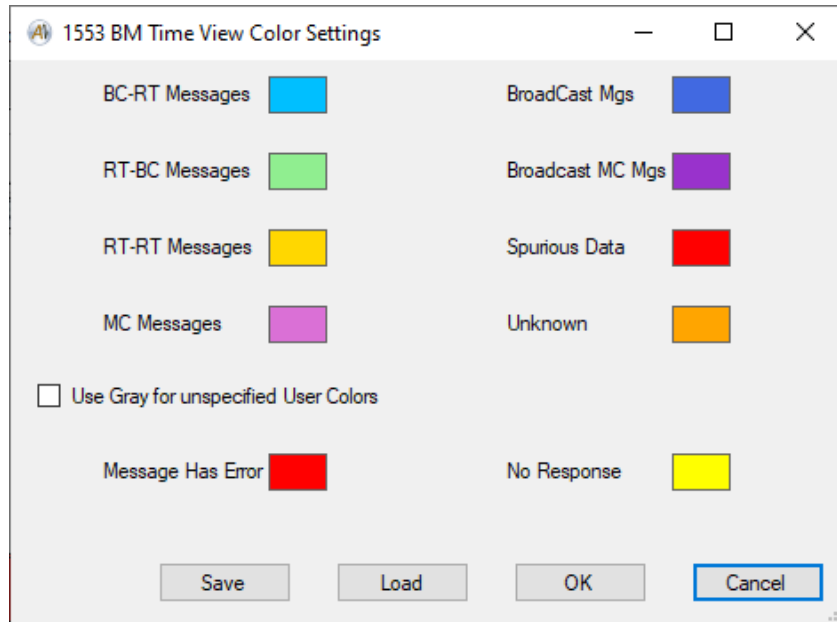 1553 BM Time View Color Settings
BC-RT Messages
BroadCast Mgs
RT-BC Messages
Broadcast MC Mgs
RT-RT Messages
Spurious Data
MC Messages
Unknown
Use Gray for unspecified User Colors
Message Has Error
No Response
Save
Load
OK
Cancel